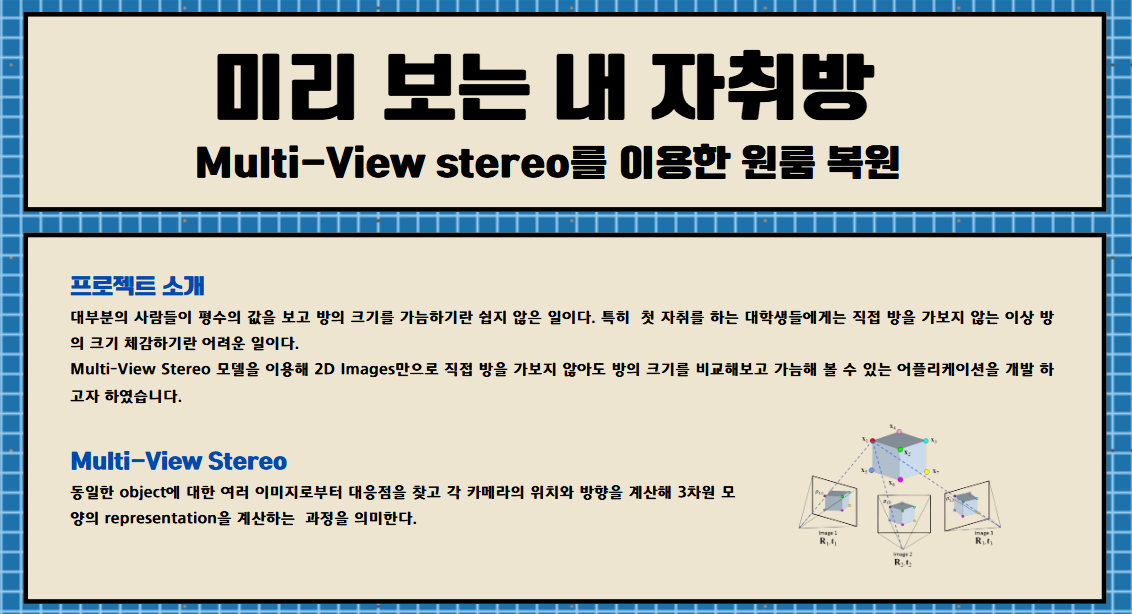 미리 보는 내 자취방
Multi-View stereo를 이용한 원룸 복원
프로젝트 소개
대부분의 사람들이 평수의 값을 보고 방의 크기를 가늠하기란 쉽지 않은 일이다. 특히 첫 자취를 하는 대학생들에게는 직접 방을 가보지 않는 이상 방
의 크기 체감하기란 어려운 일이다.
Multi-View Stereo 모델을 이용해 2D Images만으로 직접 방을 가보지 않아도 방의 크기를 비교해보고 가늠해 볼 수 있는 어플리케이션을 개발 하
고자 하였습니다.
Multi-View Stereo
동일한 object에 대한 여러 이미지로부터 대응점을 찾고 각 카메라의 위치와 방향을 계산해 3차원 모
양의 representation을 계산하는 과정을 의미한다.
x₄
x₁
x₃
x₂
x₅
x₇
x₆
Image 1
R₁,t₁
Image 2
R₂,t₂
Image 3
R₃,t₃